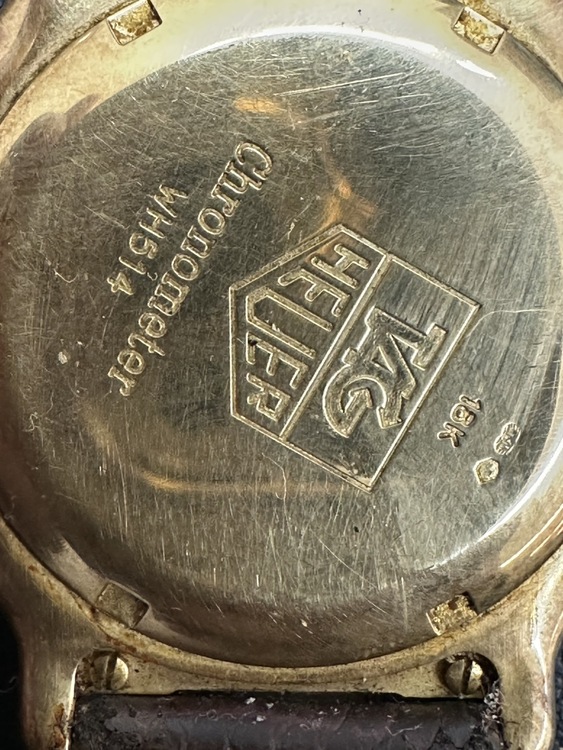 TAG
HEUER
18K
Chronometer
WH514